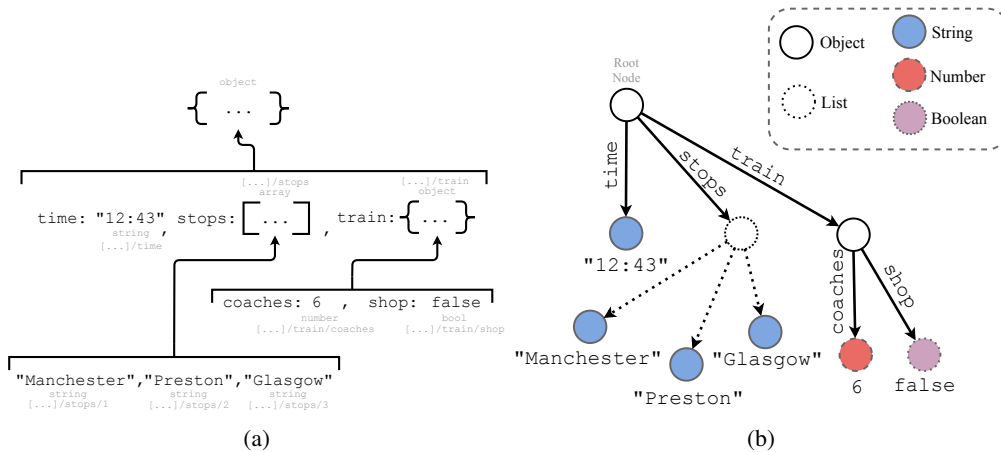 object
{ ... }
[...]/stops
array
[...]/train
object
time: "12:43", stops: [ ... ], train: { ... }
string
[...]/time
coaches: 6 , shop: false
number
[...]/train/coaches
bool
[...]/train/shop
"Manchester","Preston","Glasgow"
string
[...]/stops/1
string
[...]/stops/2
string
[...]/stops/3
(a)
Root
Node
time
stops
train
"12:43"
coaches
shop
"Manchester"
"Preston"
"Glasgow"
6
false
Object
List
String
Number
Boolean
(b)